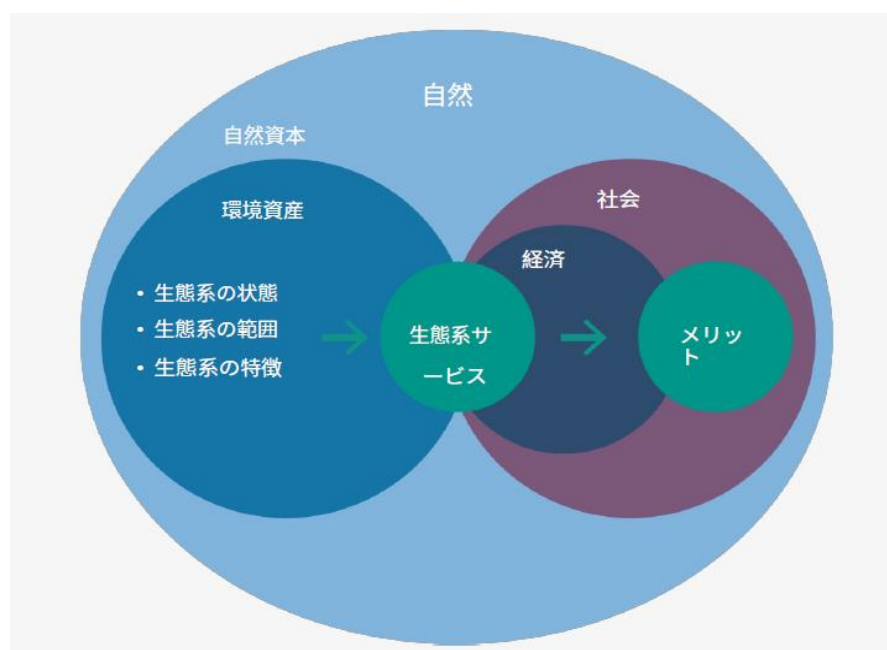 自然
自然資本
環境資産
・生態系の状態
・生態系の範囲
・生態系の特徴
生態系サ
ービス
社会
経済
メリッ
ト